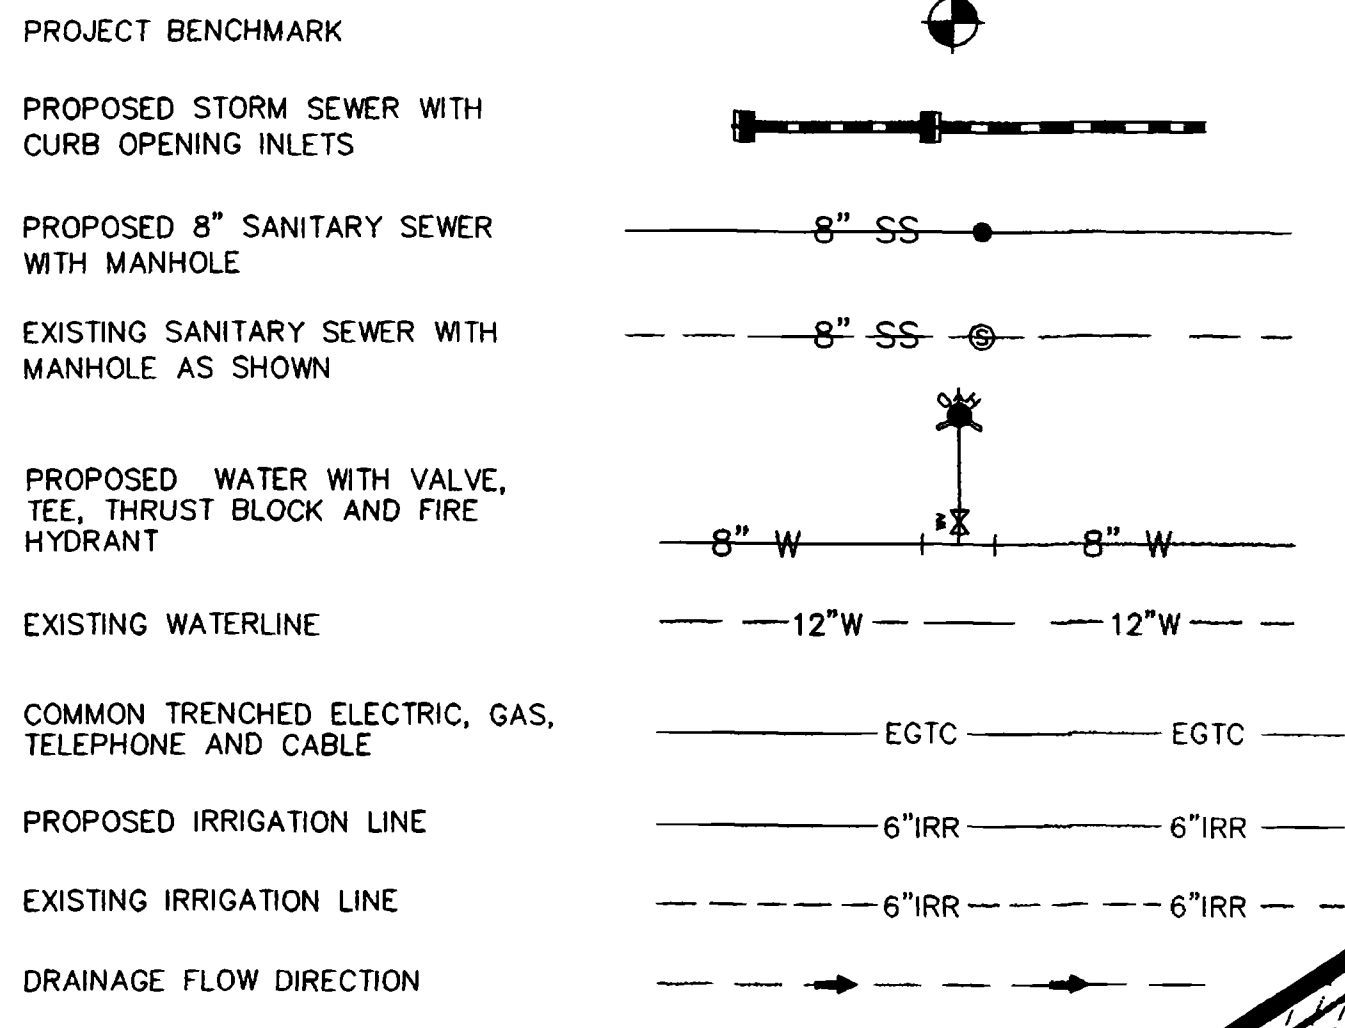 PROJECT BENCHMARK
PROPOSED STORM SEWER WITH
CURB OPENING INLETS
PROPOSED 8" SANITARY SEWER
WITH MANHOLE
8" SS
EXISTING SANITARY SEWER WITH
MANHOLE AS SHOWN
8" SS S
PROPOSED WATER WITH VALVE,
TEE, THRUST BLOCK AND FIRE
HYDRANT
W
8" W 8" W
EXISTING WATERLINE
12"W 12"W
COMMON TRENCHED ELECTRIC, GAS,
TELEPHONE AND CABLE
EGTC EGTC
PROPOSED IRRIGATION LINE
6"IRR 6"IRR
EXISTING IRRIGATION LINE
6"IRR 6"IRR
DRAINAGE FLOW DIRECTION